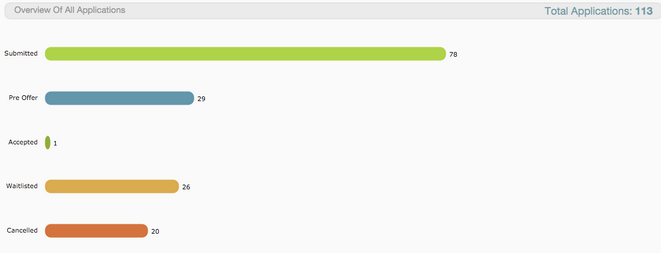 Overview Of All Applications
Total Applications: 113
Submitted 78
Pre Offer 29
Accepted 1
Waitlisted 26
Cancelled 20